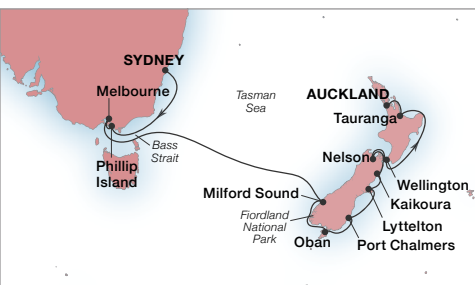 SYDNEY
Melbourne
Tasman
Sea
AUCKLAND
Tauranga
Bass
Strait
Phillip
Island
Nelson
Milford Sound
Wellington
Kaikoura
Fiordland
National
Park
Lyttelton
Oban
Port Chalmers